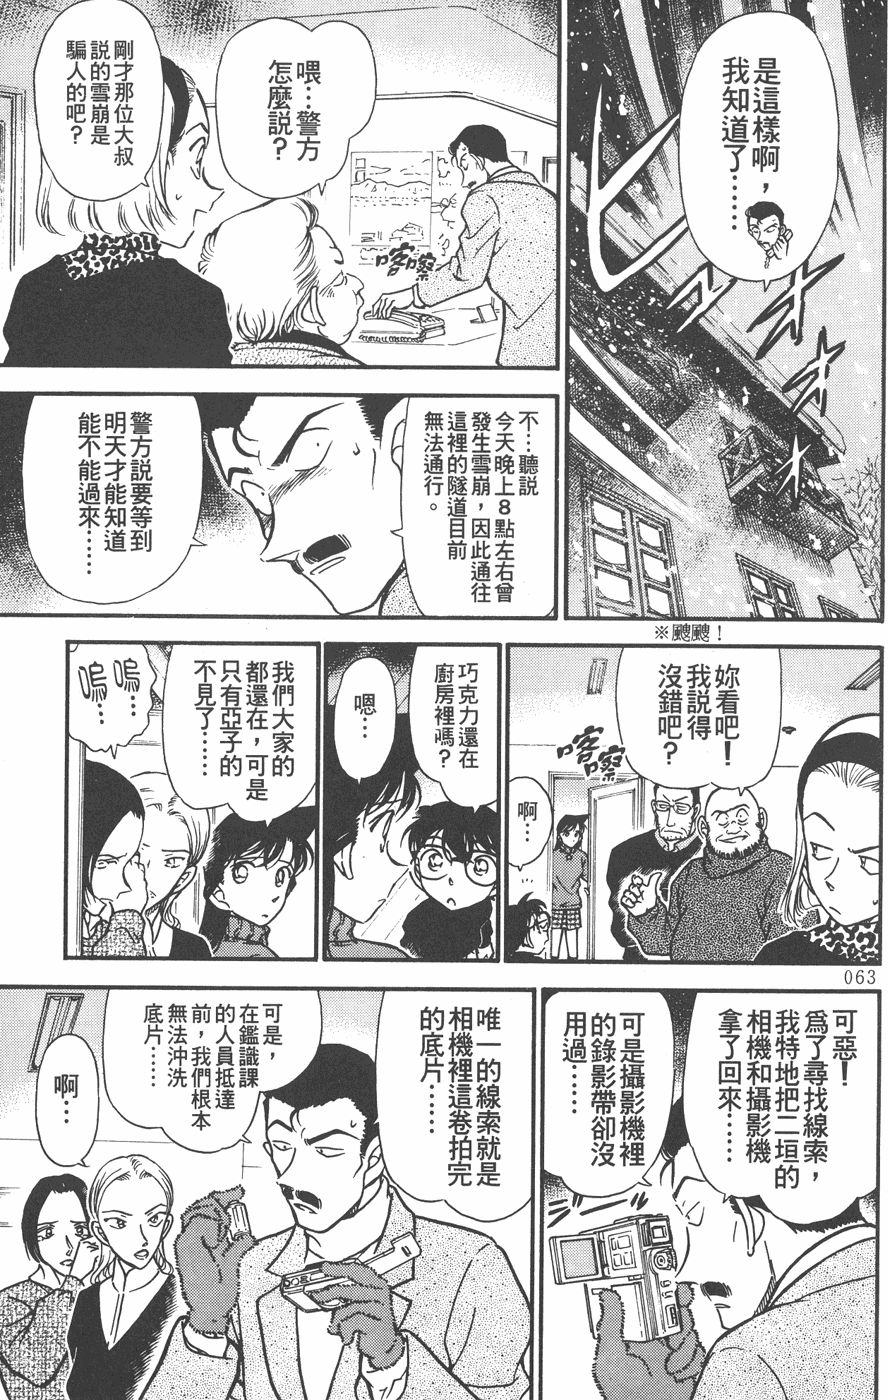 是這樣啊，
我知道了……
喂…警方
怎麼說？
喀嚓
剛才那位大叔
說的雪崩是
騙人的吧？
不…聽說
今天晚上8點左右曾
發生雪崩，因此通往
這裡的隧道目前
無法通行。
警方說要等到
明天才能知道
能不能過來……
※颼颼！
妳看吧！
我說得
沒錯吧？
喀嚓
啊…
巧克力還在
廚房裡嗎？
嗯…
我們大家的
都還在，可是
只有亞子的
不見了……
嗚…
嗚…
063
可惡！
為了尋找線索，
我特地把二垣的
相機和攝影機
拿了回來……
可是攝影機裡
的錄影帶卻沒
用過……
唯一的線索就是
相機裡這卷拍完
的底片……
可是，
在鑑識課
的人員抵達
前，我們根本
無法沖洗
底片……
啊…